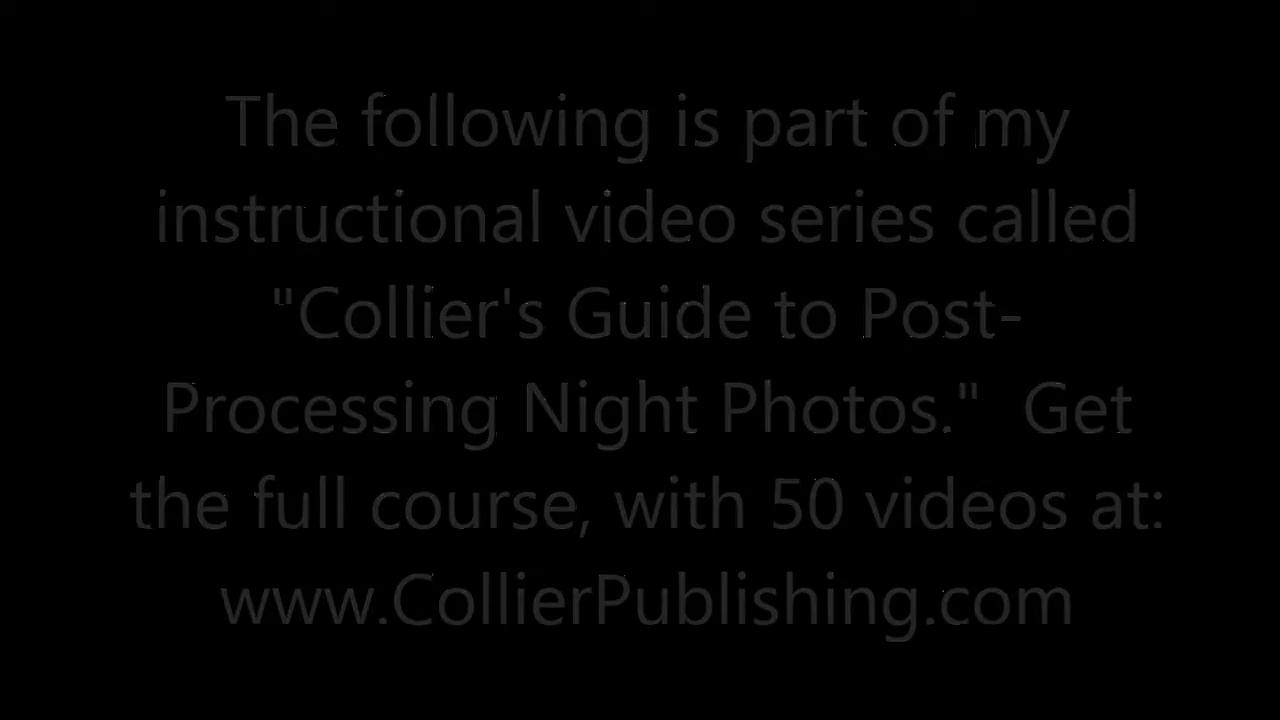 The following is part of my
instructional video series called
"Collier's Guide to Post-
Processing Night Photos."  Get
the full course, with 50 videos at:
www.CollierPublishing.com